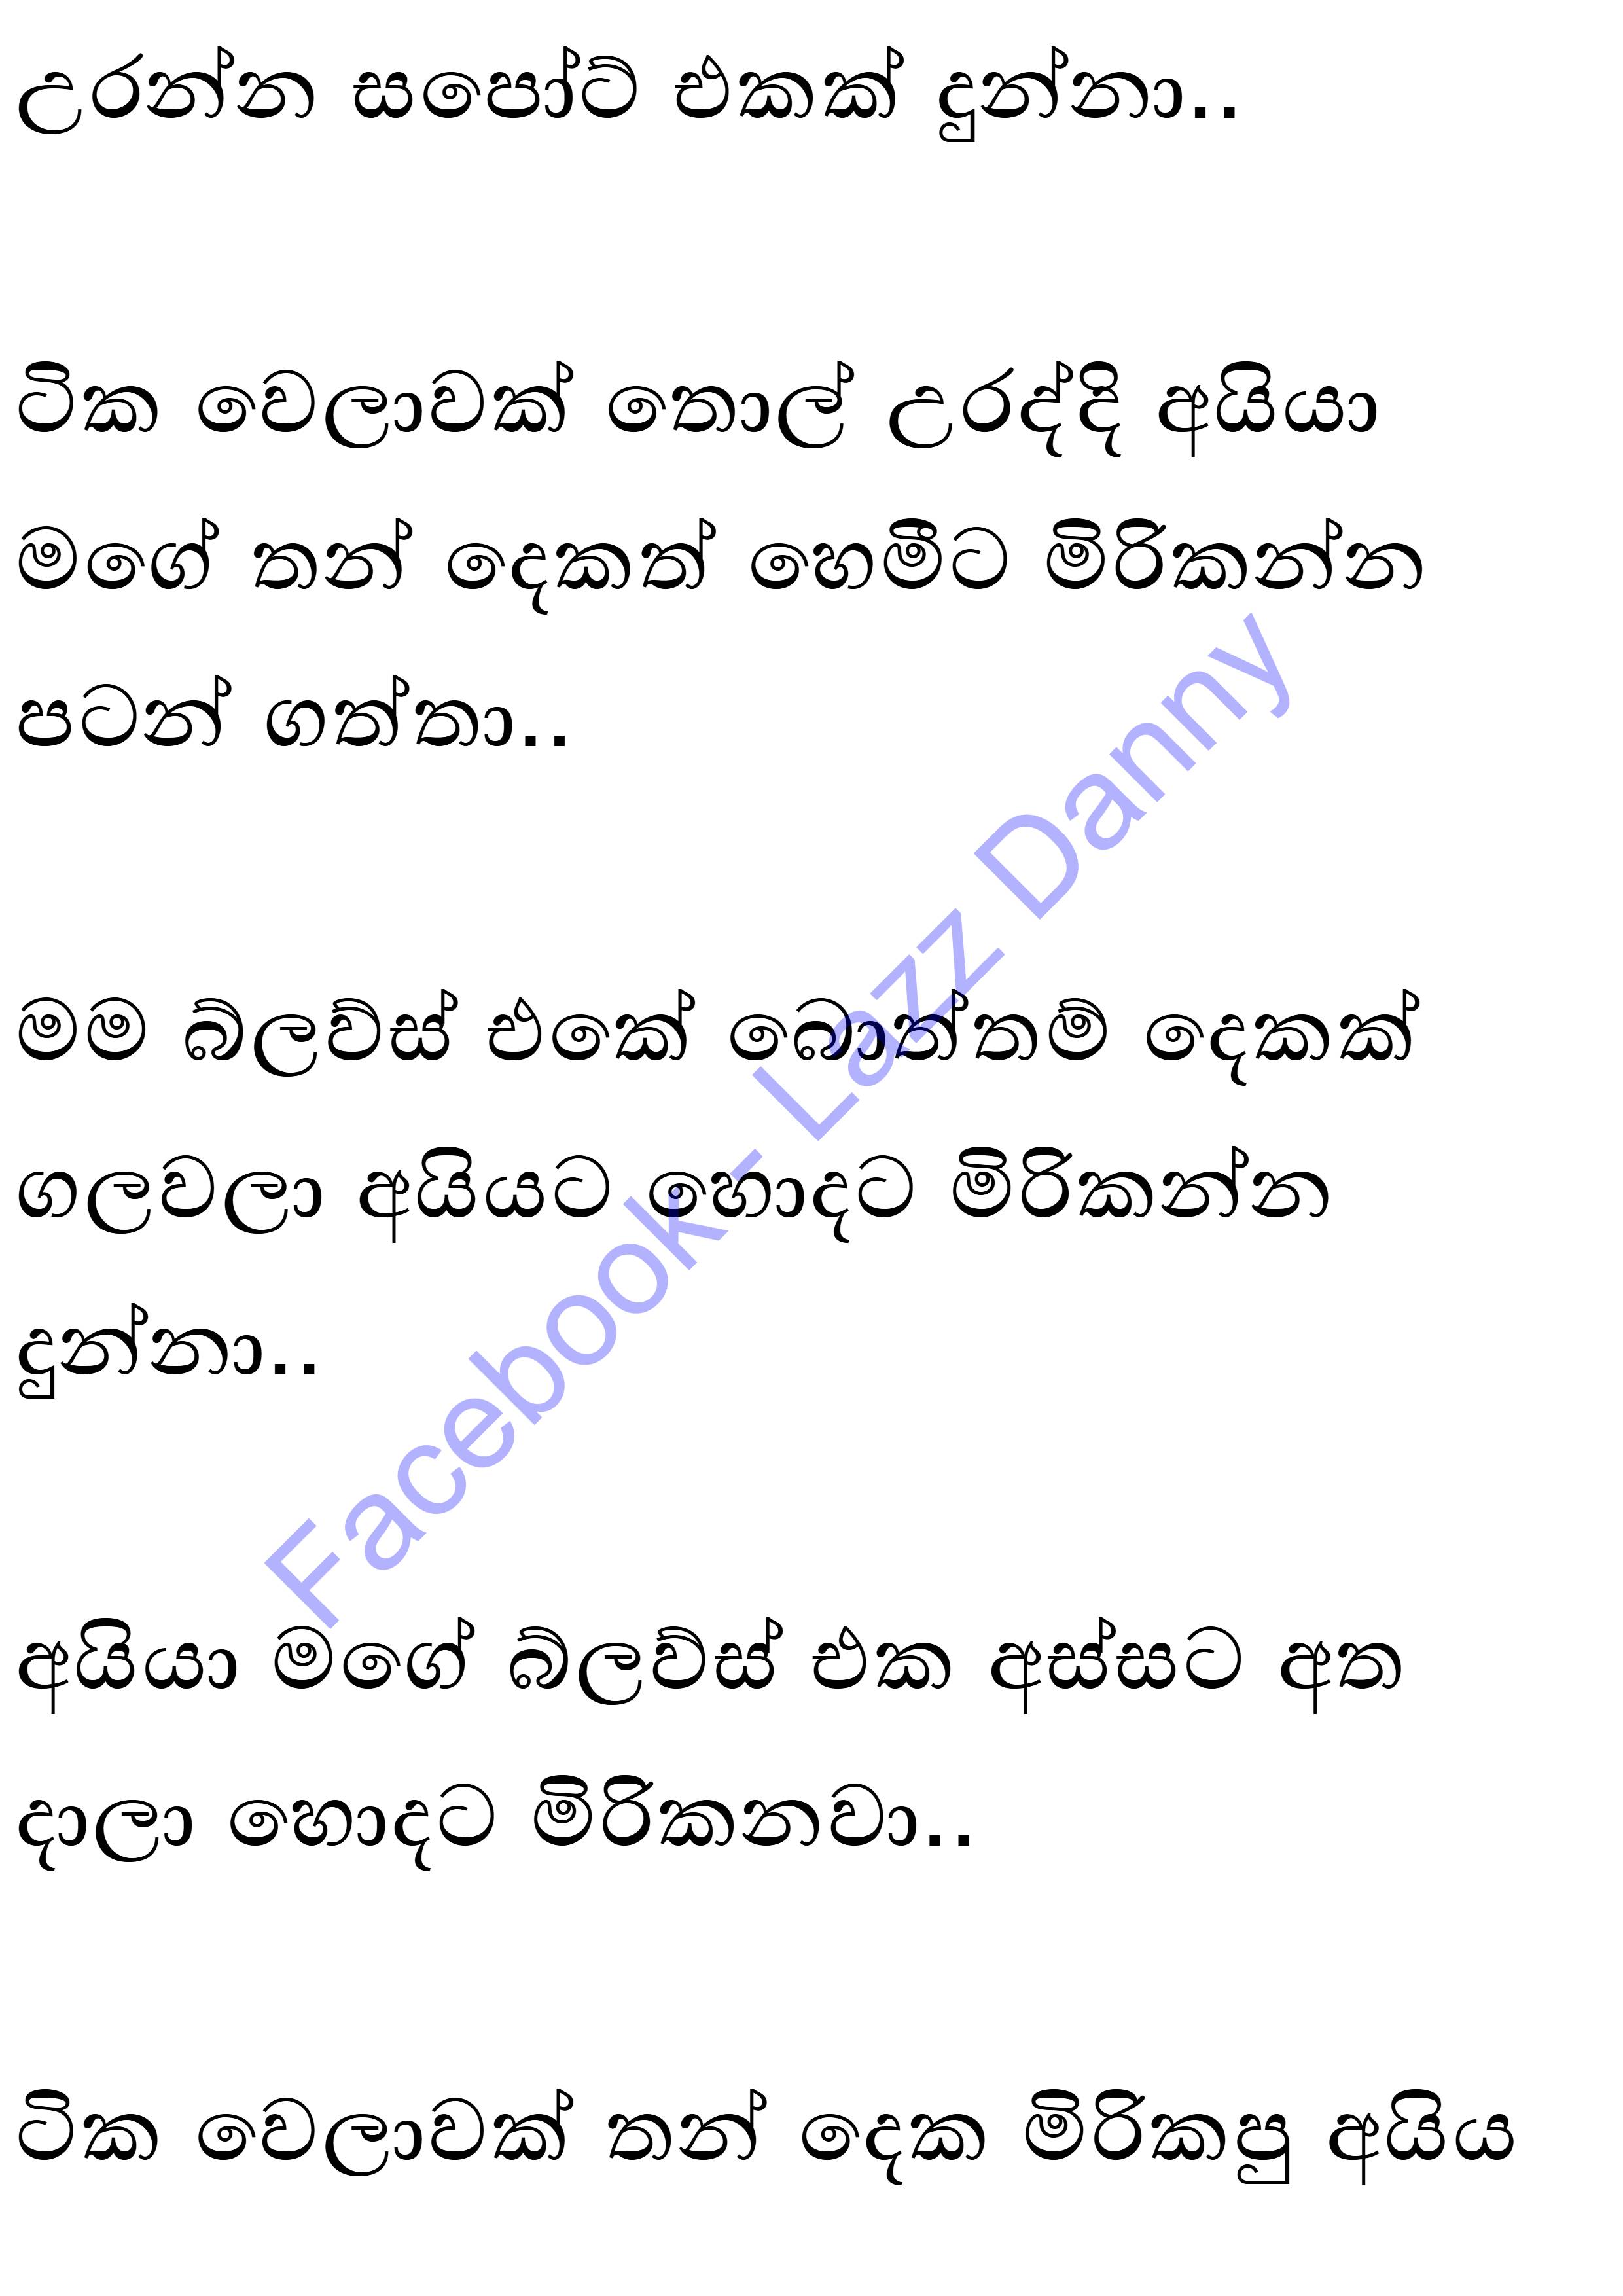 උරන්න සපෝට් එකක් දුන්නා..
ටික වෙලාවක් තොල් උරද්දි අයියා
මගේ තන් දෙකත් හෙමීට මිරිකන්න
පටන් ගත්තා..
මම බ්ලව්ස් එකේ බොත්තම් දෙකක්
ගලවලා අයියට හොදට මිරිකන්න
දුන්නා..
අයියා මගේ බ්ලව්ස් එක අස්සට අත
දාලා හොදට මිරිකනවා..
ටික වෙලාවක් තන් දෙක මිරිකපු අයිය
Facebook - Lazz Danny